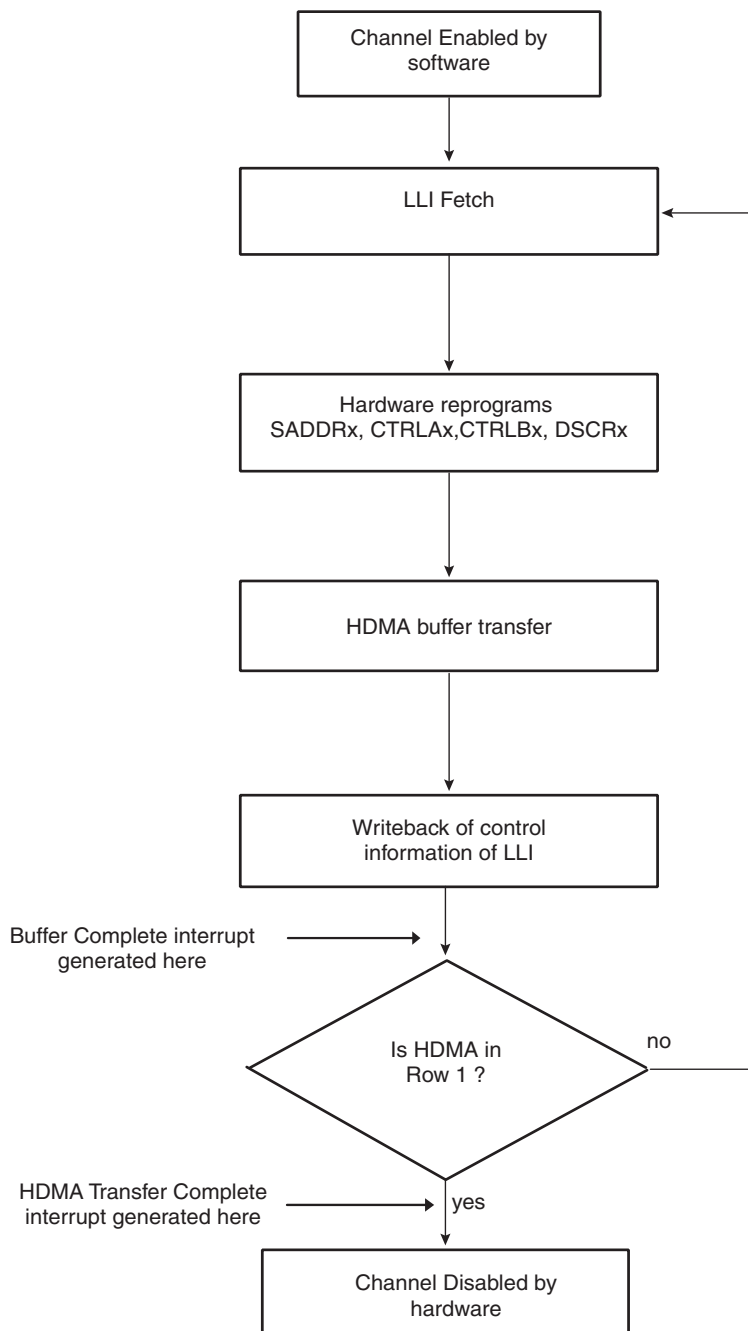 Channel Enabled by
software
LLI Fetch
Hardware reprograms
SADDRx, CTRLAx,CTRLBx, DSCRx
HDMA buffer transfer
Writeback of control
information of LLI
Buffer Complete interrupt
generated here
Is HDMA in
Row 1 ?
no
HDMA Transfer Complete
interrupt generated here
yes
Channel Disabled by
hardware